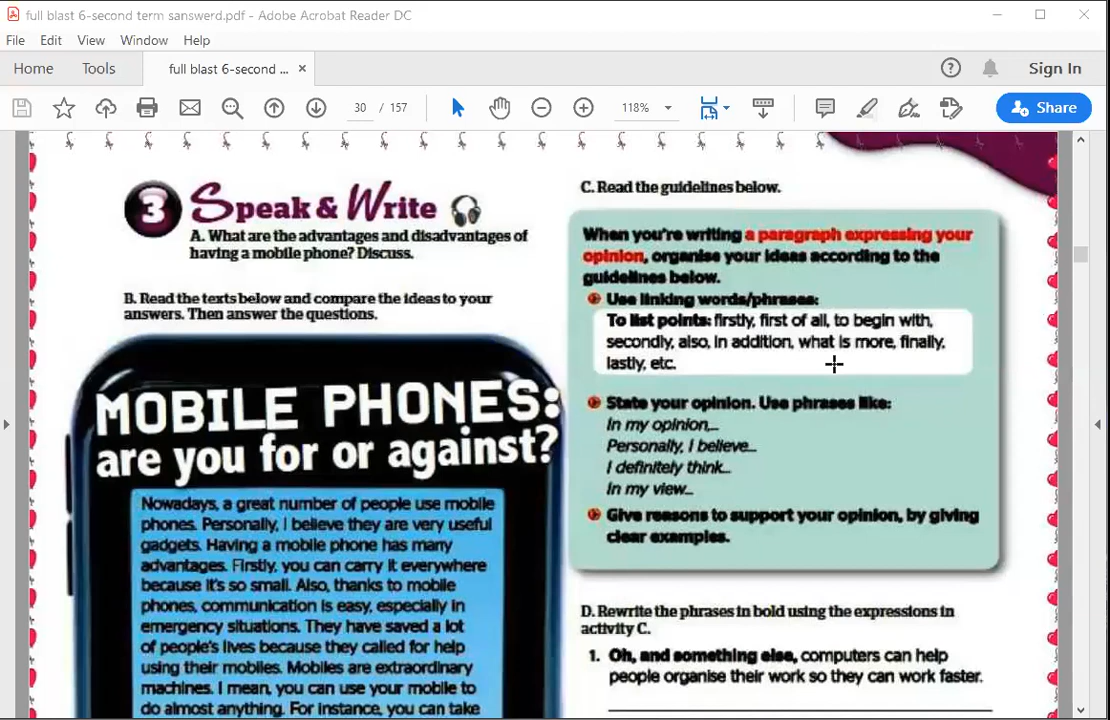 full blast 6-second term sanswerd.pdf - Adobe Acrobat Reader DC
File Edit View Window Help
Home Tools full blast 6-second ... × Sign In
30 / 157 118% Share
3 Speak & Write
A. What are the advantages and disadvantages of
having a mobile phone? Discuss.
B. Read the texts below and compare the ideas to your
answers. Then answer the questions.
MOBILE PHONES:
are you for or against?
Nowadays, a great number of people use mobile
phones. Personally, I believe they are very useful
gadgets. Having a mobile phone has many
advantages. Firstly, you can carry it everywhere
because it's so small. Also, thanks to mobile
phones, communication is easy, especially in
emergency situations. They have saved a lot
of people's lives because they called for help
using their mobiles. Mobiles are extraordinary
machines. I mean, you can use your mobile to
do almost anything. For instance, you can take
C. Read the guidelines below.
When you're writing a paragraph expressing your
opinion, organise your ideas according to the
guidelines below.
Use linking words/phrases:
To list points: firstly, first of all, to begin with,
secondly, also, in addition, what is more, finally,
lastly, etc.
State your opinion. Use phrases like:
In my opinion,...
Personally, I believe...
I definitely think...
In my view...
Give reasons to support your opinion, by giving
clear examples.
D. Rewrite the phrases in bold using the expressions in
activity C.
1. Oh, and something else, computers can help
people organise their work so they can work faster.